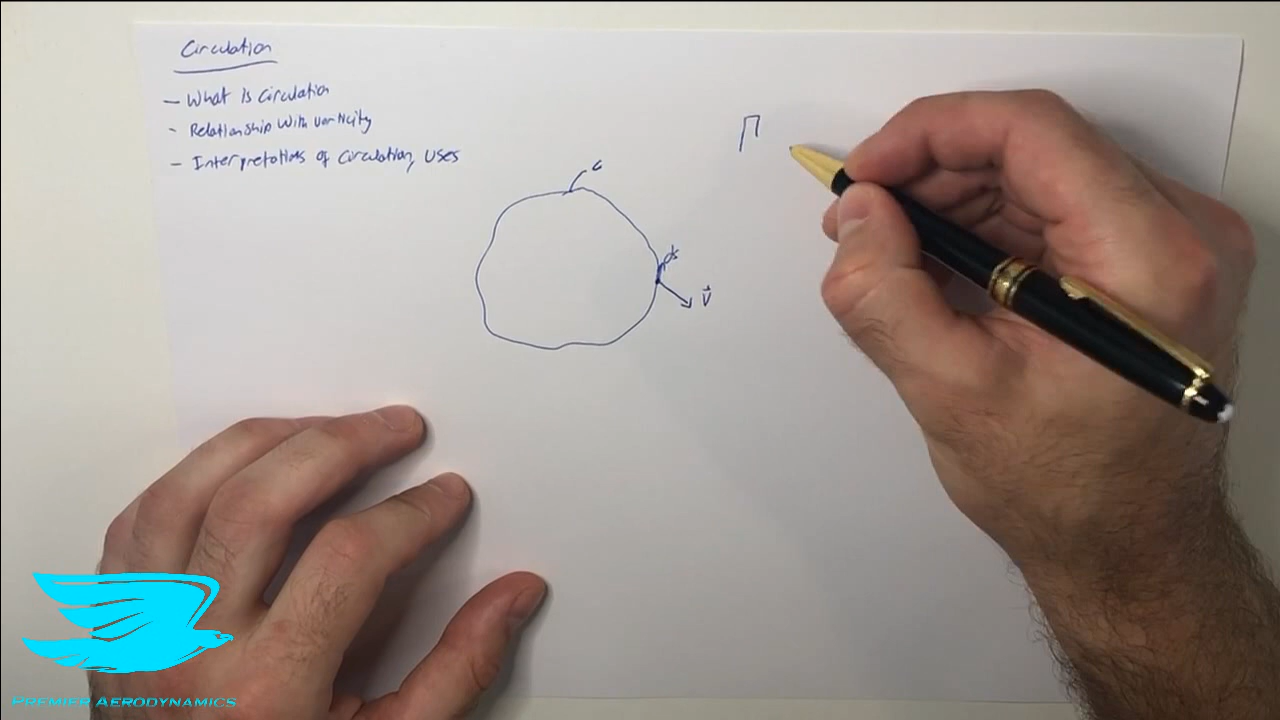 Circulation
- What Is Circulation
- Relationship With Vorticity
- Interpretations of Circulation, Uses
Γ
c
ds
V⃗
PREMIER AERODYNAMICS